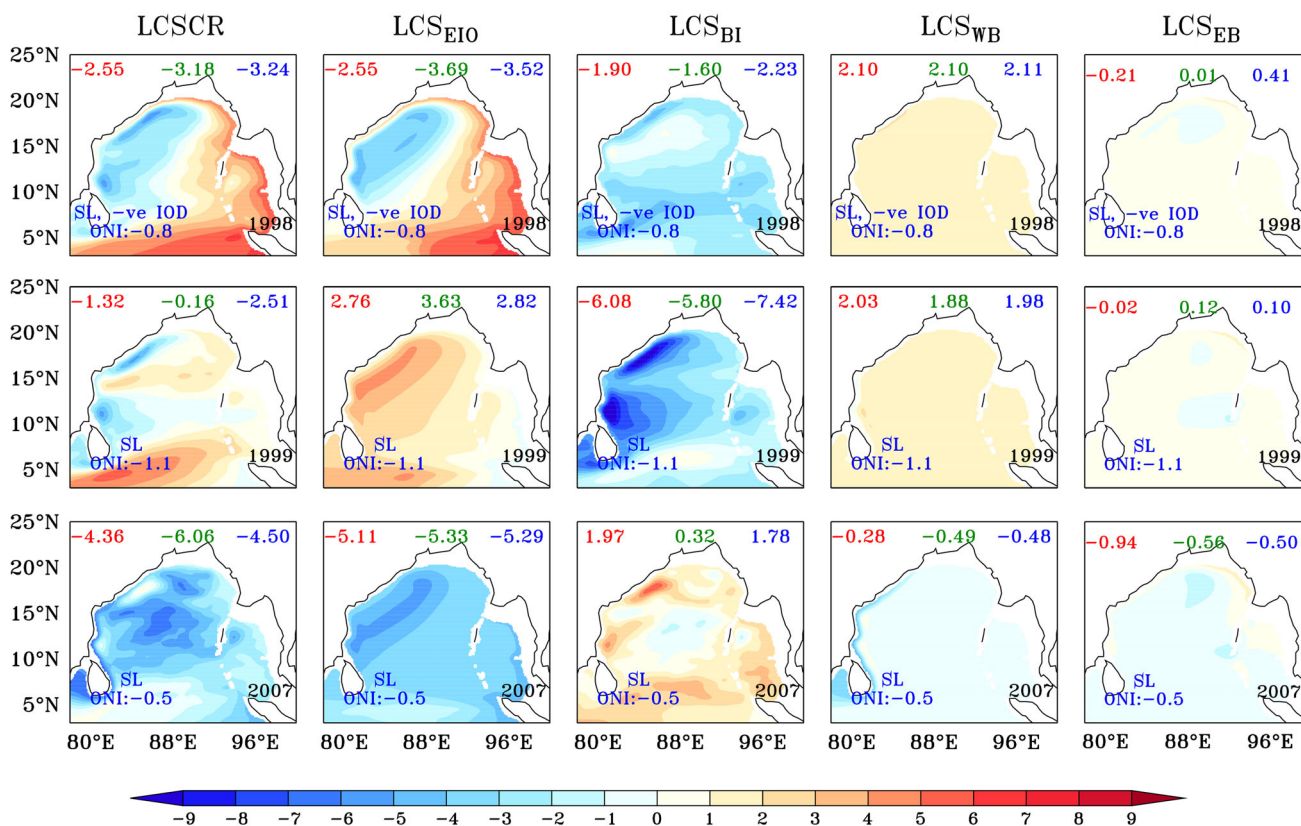 LCSCR LCS_EIO LCS_BI LCS_WB LCS_EB
25°N −2.55 −3.18 −3.24 −2.55 −3.69 −3.52 −1.90 −1.60 −2.23 2.10 2.10 2.11 −0.21 0.01 0.41
20°N
15°N
10°N
SL, −ve IOD SL, −ve IOD SL, −ve IOD SL, −ve IOD SL, −ve IOD
5°N ONI:−0.8 1998 ONI:−0.8 1998 ONI:−0.8 1998 ONI:−0.8 1998 ONI:−0.8 1998
25°N −1.32 −0.16 −2.51 2.76 3.63 2.82 −6.08 −5.80 −7.42 2.03 1.88 1.98 −0.02 0.12 0.10
20°N
15°N
10°N
SL SL SL SL SL
5°N ONI:−1.1 1999 ONI:−1.1 1999 ONI:−1.1 1999 ONI:−1.1 1999 ONI:−1.1 1999
25°N −4.36 −6.06 −4.50 −5.11 −5.33 −5.29 1.97 0.32 1.78 −0.28 −0.49 −0.48 −0.94 −0.56 −0.50
20°N
15°N
10°N
SL SL SL SL SL
5°N ONI:−0.5 2007 ONI:−0.5 2007 ONI:−0.5 2007 ONI:−0.5 2007 ONI:−0.5 2007
80°E 88°E 96°E 80°E 88°E 96°E 80°E 88°E 96°E 80°E 88°E 96°E 80°E 88°E 96°E
−9 −8 −7 −6 −5 −4 −3 −2 −1 0 1 2 3 4 5 6 7 8 9